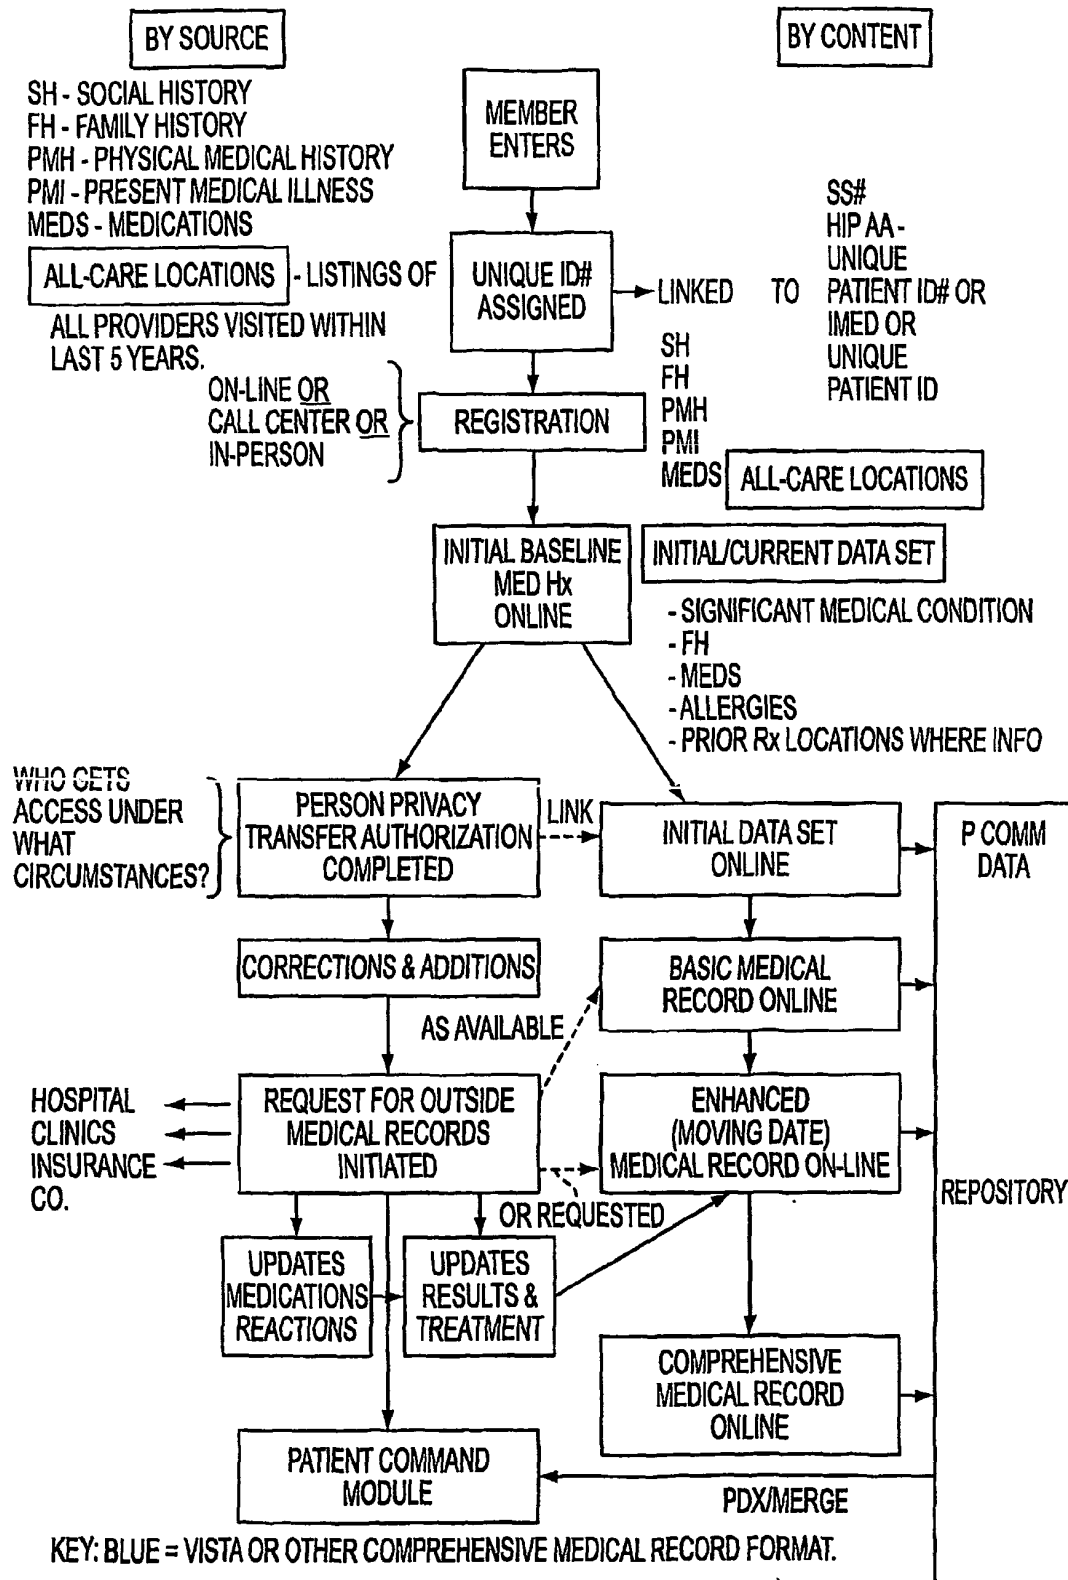 BY SOURCE
BY CONTENT
SH - SOCIAL HISTORY
FH - FAMILY HISTORY
PMH - PHYSICAL MEDICAL HISTORY
PMI - PRESENT MEDICAL ILLNESS
MEDS - MEDICATIONS
ALL-CARE LOCATIONS - LISTINGS OF
ALL PROVIDERS VISITED WITHIN
LAST 5 YEARS.
MEMBER
ENTERS
UNIQUE ID#
ASSIGNED
LINKED TO
SS#
HIP AA -
UNIQUE
PATIENT ID# OR
IMED OR
UNIQUE
PATIENT ID
ON-LINE OR
CALL CENTER OR
IN-PERSON
REGISTRATION
SH
FH
PMH
PMI
MEDS
ALL-CARE LOCATIONS
INITIAL BASELINE
MED Hx
ONLINE
INITIAL/CURRENT DATA SET
- SIGNIFICANT MEDICAL CONDITION
- FH
- MEDS
- ALLERGIES
- PRIOR Rx LOCATIONS WHERE INFO
WHO GETS
ACCESS UNDER
WHAT
CIRCUMSTANCES?
PERSON PRIVACY
TRANSFER AUTHORIZATION
COMPLETED
LINK
INITIAL DATA SET
ONLINE
P COMM
DATA
CORRECTIONS & ADDITIONS
BASIC MEDICAL
RECORD ONLINE
AS AVAILABLE
HOSPITAL
CLINICS
INSURANCE
CO.
REQUEST FOR OUTSIDE
MEDICAL RECORDS
INITIATED
ENHANCED
(MOVING DATE)
MEDICAL RECORD ON-LINE
REPOSITORY
OR REQUESTED
UPDATES
MEDICATIONS
REACTIONS
UPDATES
RESULTS &
TREATMENT
COMPREHENSIVE
MEDICAL RECORD
ONLINE
PATIENT COMMAND
MODULE
PDX/MERGE
KEY: BLUE = VISTA OR OTHER COMPREHENSIVE MEDICAL RECORD FORMAT.